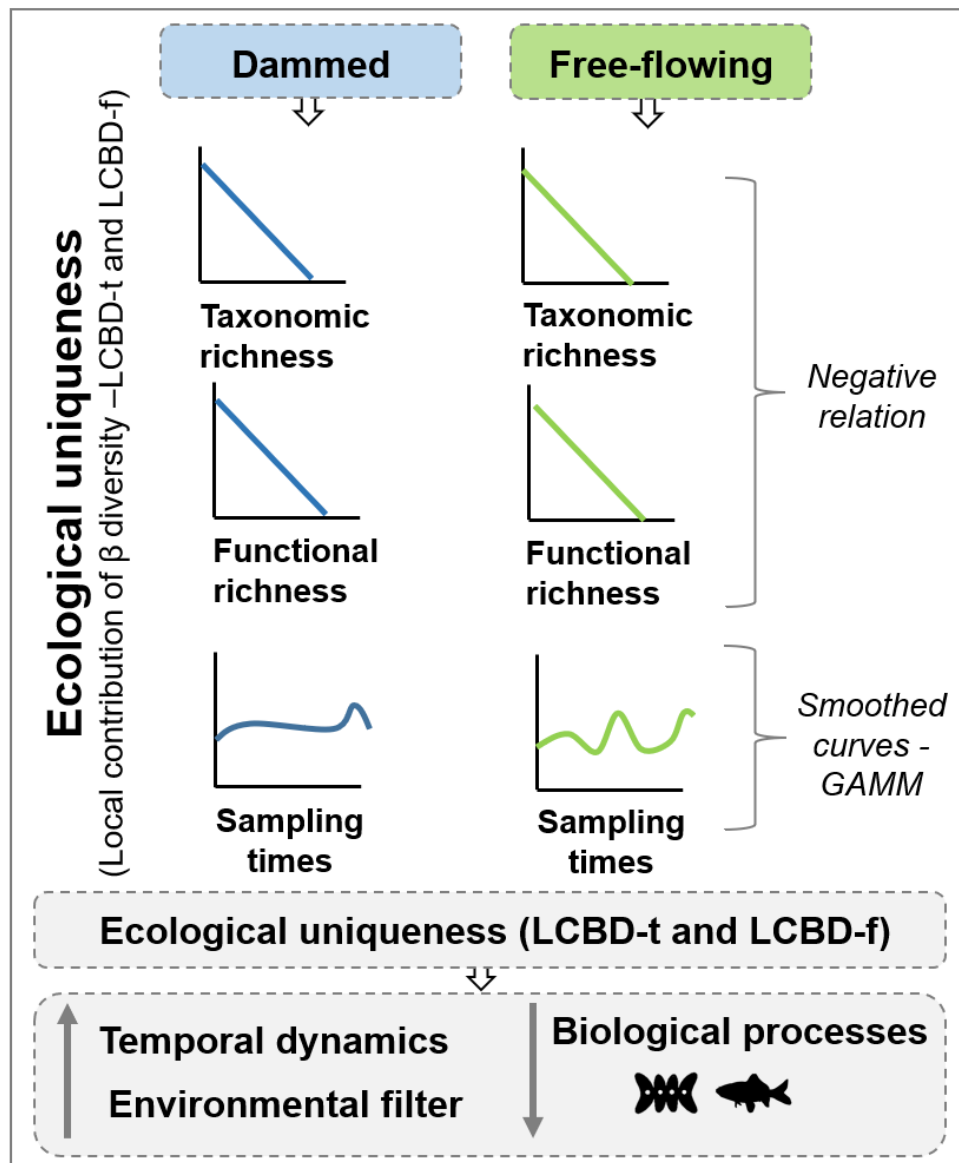 Dammed
Free-flowing
Ecological uniqueness
(Local contribution of β diversity –LCBD-t and LCBD-f)
Taxonomic
richness
Taxonomic
richness
Negative
relation
Functional
richness
Functional
richness
Smoothed
curves -
GAMM
Sampling
times
Sampling
times
Ecological uniqueness (LCBD-t and LCBD-f)
Temporal dynamics
Environmental filter
Biological processes